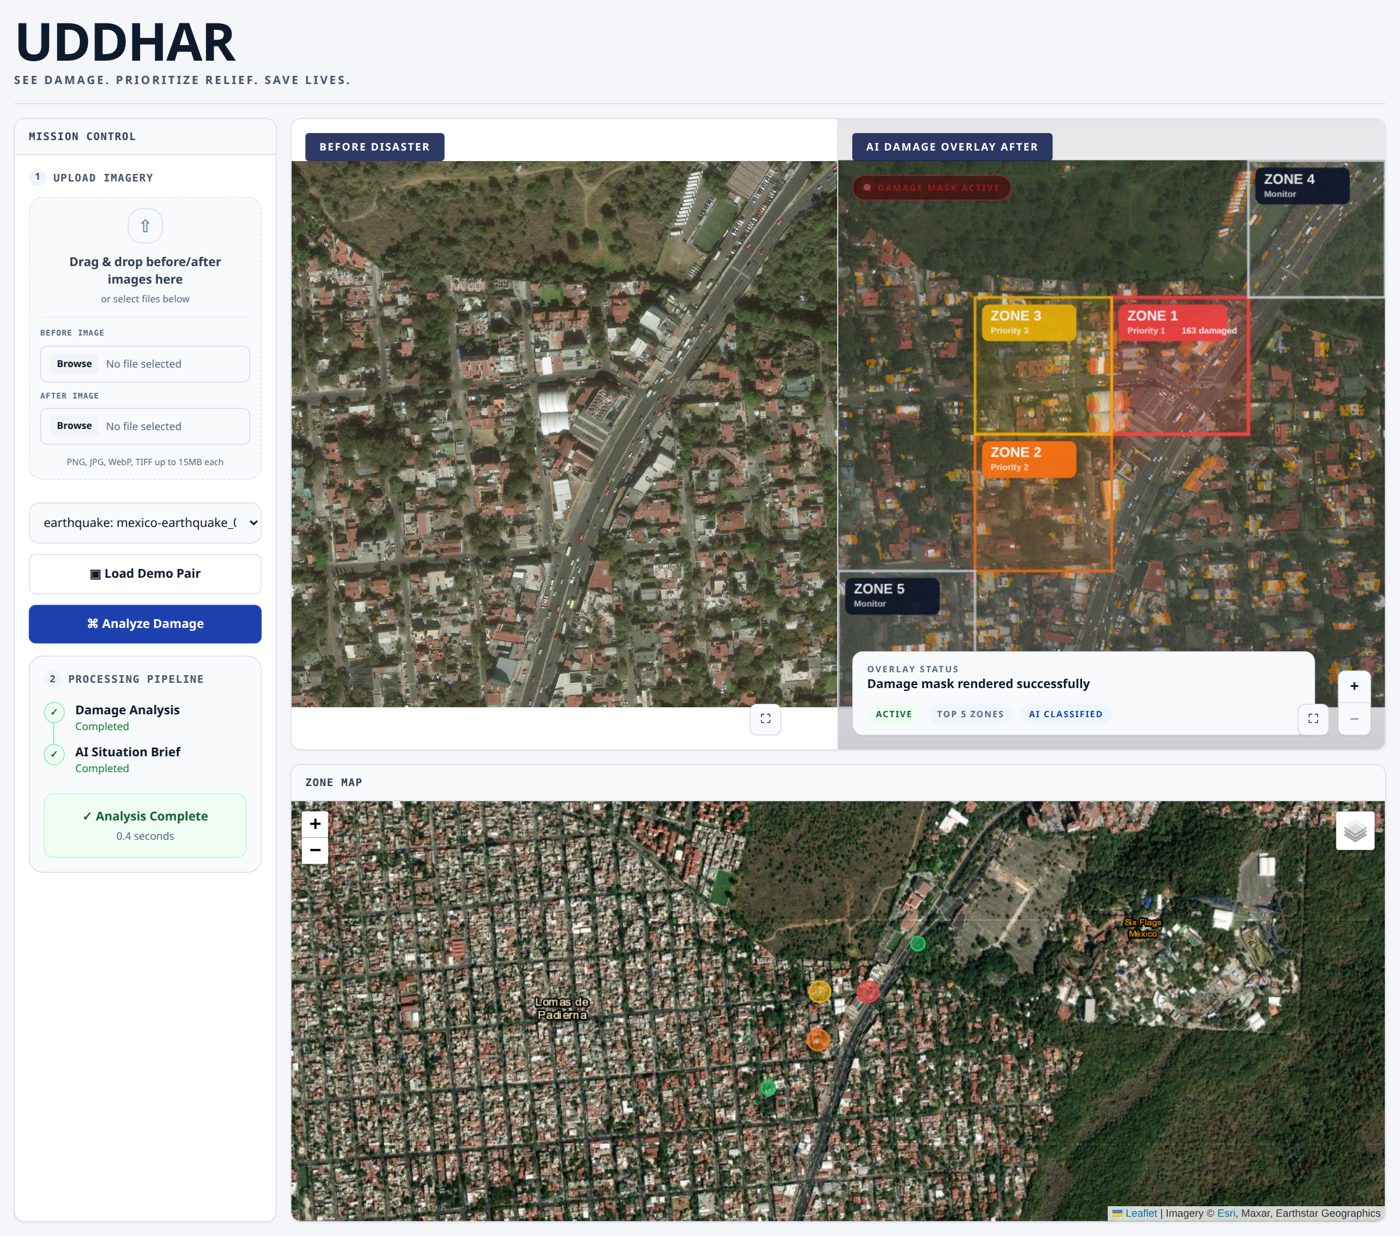 UDDHAR
SEE DAMAGE. PRIORITIZE RELIEF. SAVE LIVES.
MISSION CONTROL
1 UPLOAD IMAGERY
Drag & drop before/after
images here
or select files below
BEFORE IMAGE
Browse No file selected
AFTER IMAGE
Browse No file selected
PNG, JPG, WebP, TIFF up to 15MB each
earthquake: mexico-earthquake_
Load Demo Pair
⌘ Analyze Damage
2 PROCESSING PIPELINE
✓ Damage Analysis
Completed
✓ AI Situation Brief
Completed
✓ Analysis Complete
0.4 seconds
BEFORE DISASTER
AI DAMAGE OVERLAY AFTER
DAMAGE MASK ACTIVE
ZONE 4
Monitor
ZONE 3
Priority 3
ZONE 1
Priority 1 163 damaged
ZONE 2
Priority 2
ZONE 5
Monitor
OVERLAY STATUS
Damage mask rendered successfully
ACTIVE TOP 5 ZONES AI CLASSIFIED
+
−
ZONE MAP
+
−
Six Flags
México
Lomas de
Padierna
Leaflet | Imagery © Esri, Maxar, Earthstar Geographics